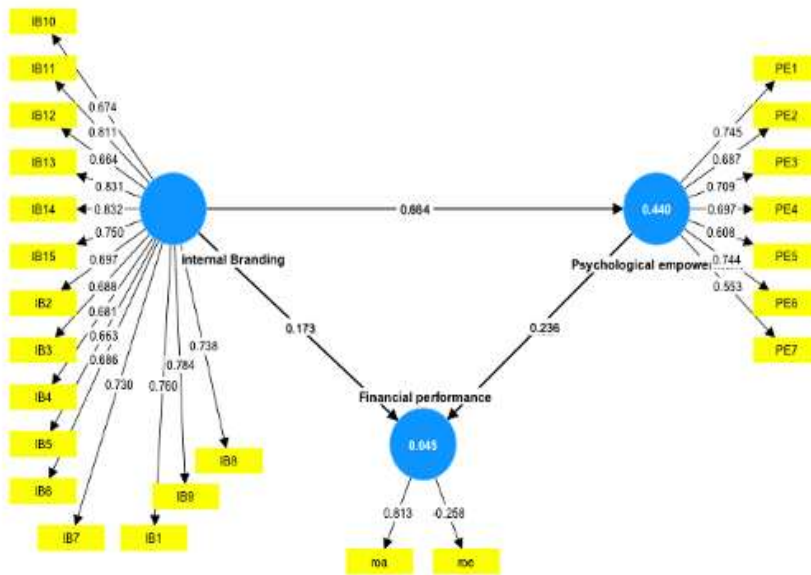 IB10
IB11
IB12
IB13
IB14
IB15
IB2
IB3
IB4
IB5
IB6
IB7
IB1
IB9
IB8
0.674
0.811
0.664
0.831
0.832
0.750
0.697
0.688
0.681
0.663
0.686
0.730
0.760
0.784
0.738
Internal Branding
0.664
0.173
0.236
0.440
Psychological empower
PE1
PE2
PE3
PE4
PE5
PE6
PE7
0.745
0.687
0.709
0.697
0.608
0.744
0.553
Financial performance
0.045
0.813
-0.258
roa
roe